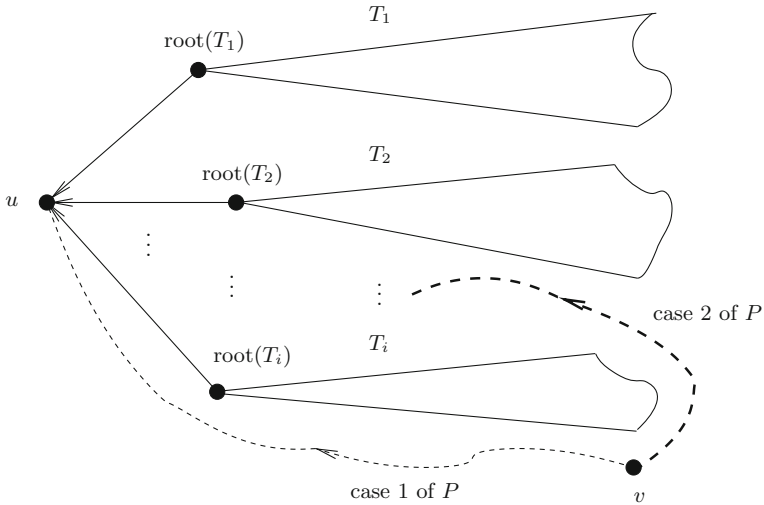 T₁
root(T₁)
T₂
root(T₂)
u
⋮
⋮
⋮
case 2 of P
root(Tᵢ)
Tᵢ
case 1 of P
v